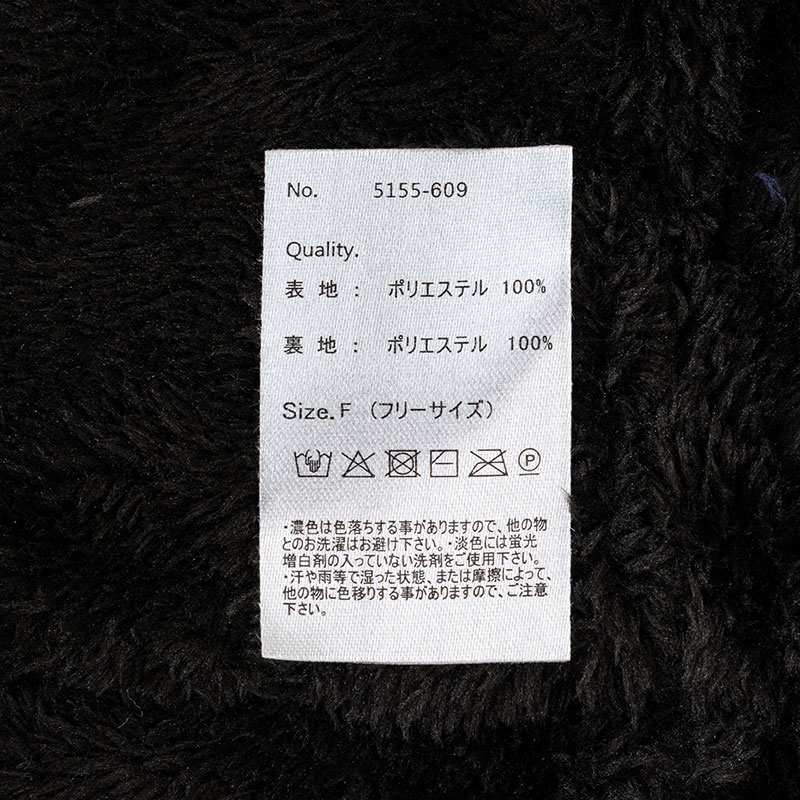 No. 5155-609
Quality.
表 地 : ポリエステル 100%
裏 地 : ポリエステル 100%
Size.F (フリーサイズ)
P
・濃色は色落ちする事がありますので、他の物
とのお洗濯はお避け下さい。・淡色には蛍光
増白剤の入っていない洗剤をご使用下さい。
・汗や雨等で湿った状態、または摩擦によって、
他の物に色移りする事がありますので、ご注意
下さい。